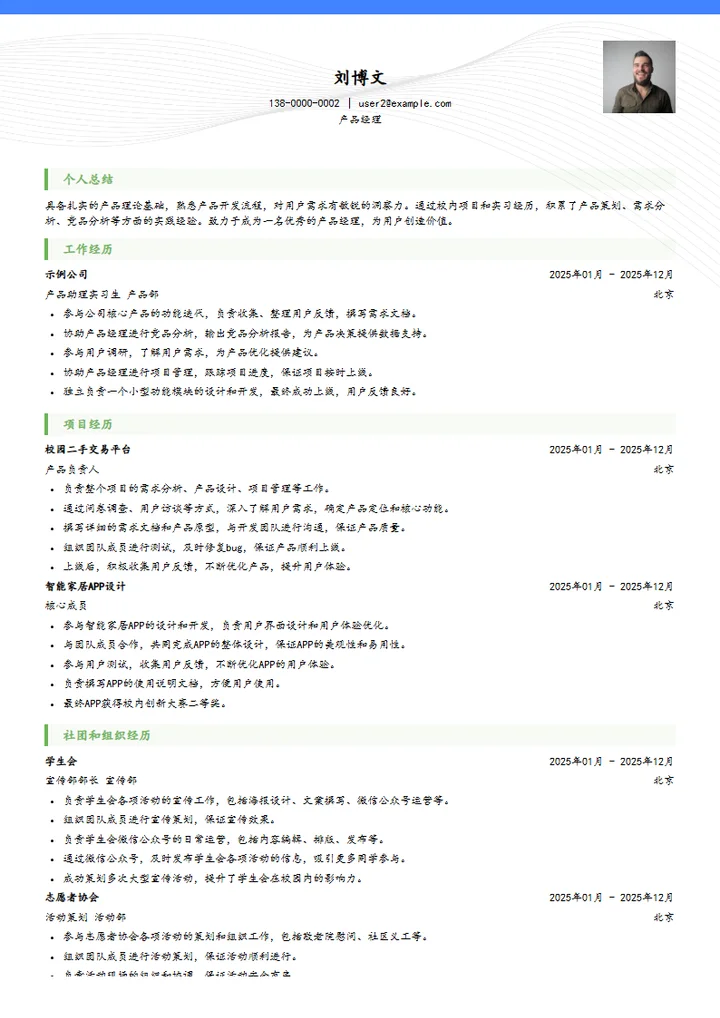 刘博文
138-0000-0002 | user2@example.com
产品经理
个人总结
具备扎实的产品理论基础，熟悉产品开发流程，对用户需求有敏锐的洞察力。通过校内项目和实习经历，积累了产品策划、需求分
析、竞品分析等方面的实践经验。致力于成为一名优秀的产品经理，为用户创造价值。
工作经历
示例公司 2025年01月 - 2025年12月
产品助理实习生 产品部 北京
• 参与公司核心产品的功能迭代，负责收集、整理用户反馈，撰写需求文档。
• 协助产品经理进行竞品分析，输出竞品分析报告，为产品决策提供数据支持。
• 参与用户调研，了解用户需求，为产品优化提供建议。
• 协助产品经理进行项目管理，跟踪项目进度，保证项目按时上线。
• 独立负责一个小型功能模块的设计和开发，最终成功上线，用户反馈良好。
项目经历
校园二手交易平台 2025年01月 - 2025年12月
产品负责人 北京
• 负责整个项目的需求分析、产品设计、项目管理等工作。
• 通过问卷调查、用户访谈等方式，深入了解用户需求，确定产品定位和核心功能。
• 撰写详细的需求文档和产品原型，与开发团队进行沟通，保证产品质量。
• 组织团队成员进行测试，及时修复bug，保证产品顺利上线。
• 上线后，积极收集用户反馈，不断优化产品，提升用户体验。
智能家居APP设计 2025年01月 - 2025年12月
核心成员 北京
• 参与智能家居APP的设计和开发，负责用户界面设计和用户体验优化。
• 与团队成员合作，共同完成APP的整体设计，保证APP的美观性和易用性。
• 参与用户测试，收集用户反馈，不断优化APP的用户体验。
• 负责撰写APP的使用说明文档，方便用户使用。
• 最终APP获得校内创新大赛二等奖。
社团和组织经历
学生会 2025年01月 - 2025年12月
宣传部部长 宣传部 北京
• 负责学生会各项活动的宣传工作，包括海报设计、文案撰写、微信公众号运营等。
• 组织团队成员进行宣传策划，保证宣传效果。
• 负责学生会微信公众号的日常运营，包括内容编辑、排版、发布等。
• 通过微信公众号，及时发布学生会各项活动的信息，吸引更多同学参与。
• 成功策划多次大型宣传活动，提升了学生会在校园内的影响力。
志愿者协会 2025年01月 - 2025年12月
活动策划 活动部 北京
• 参与志愿者协会各项活动的策划和组织工作，包括敬老院慰问、社区义工等。
• 组织团队成员进行活动策划，保证活动顺利进行。